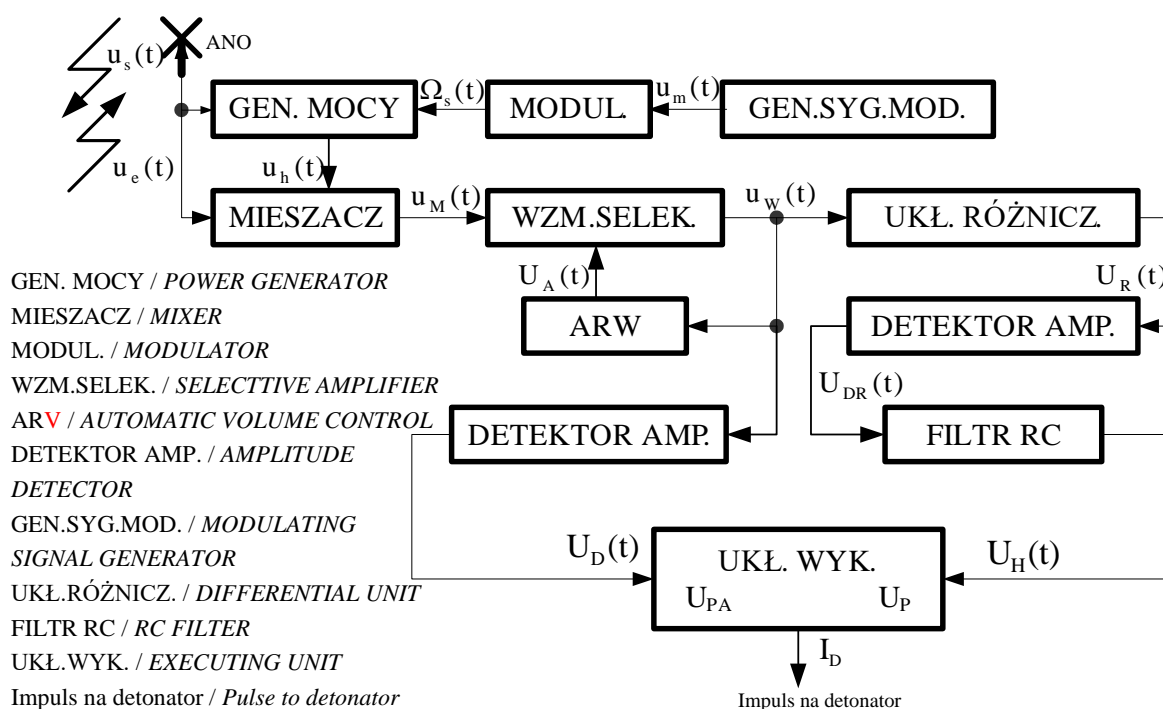 u_s(t)
ANO
GEN. MOCY
Ω_s(t)
MODUL.
u_m(t)
GEN.SYG.MOD.
u_e(t)
u_h(t)
MIESZACZ
u_M(t)
WZM.SELEK.
u_W(t)
UKŁ. RÓŻNICZ.
U_A(t)
U_R(t)
ARW
DETEKTOR AMP.
U_DR(t)
DETEKTOR AMP.
FILTR RC
U_D(t)
UKŁ. WYK.
U_PA U_P
U_H(t)
I_D
Impuls na detonator
GEN. MOCY / POWER GENERATOR
MIESZACZ / MIXER
MODUL. / MODULATOR
WZM.SELEK. / SELECTTIVE AMPLIFIER
ARV / AUTOMATIC VOLUME CONTROL
DETEKTOR AMP. / AMPLITUDE
DETECTOR
GEN.SYG.MOD. / MODULATING
SIGNAL GENERATOR
UKŁ.RÓŻNICZ. / DIFFERENTIAL UNIT
FILTR RC / RC FILTER
UKŁ.WYK. / EXECUTING UNIT
Impuls na detonator / Pulse to detonator